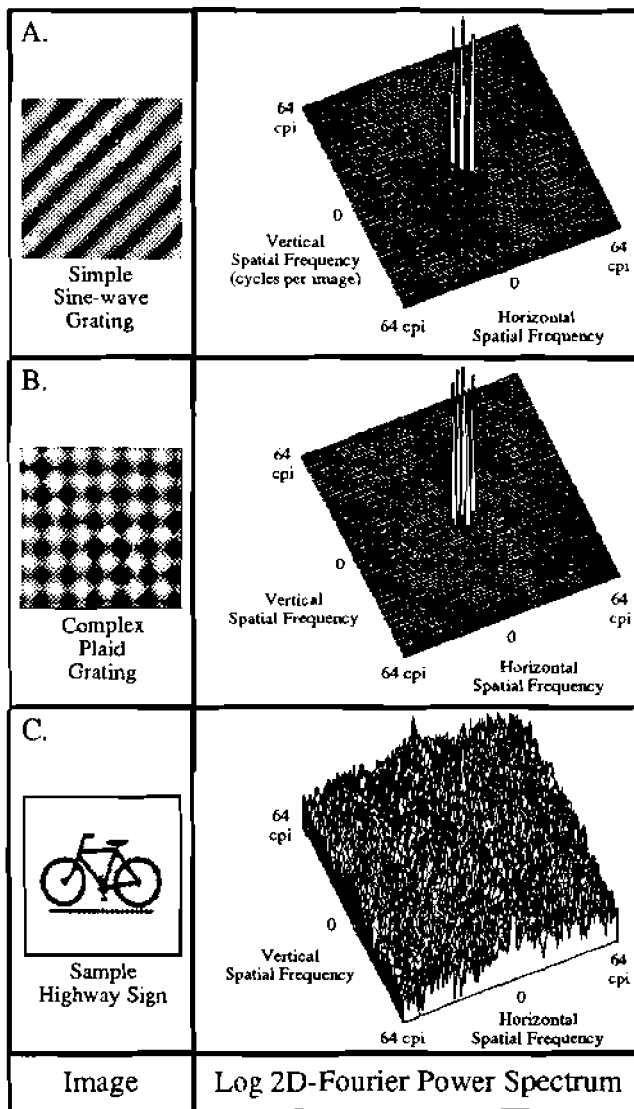 A.
Simple
Sine-wave
Grating
64
cpi
0
Vertical
Spatial Frequency
(cycles per image)
64 cpi
0
64
cpi
Horizontal
Spatial Frequency
B.
Complex
Plaid
Grating
64
cpi
0
Vertical
Spatial Frequency
64 cpi
0
64
cpi
Horizontal
Spatial Frequency
C.
Sample
Highway Sign
64
cpi
0
Vertical
Spatial Frequency
64 cpi
0
64
cpi
Horizontal
Spatial Frequency
Image
Log 2D-Fourier Power Spectrum